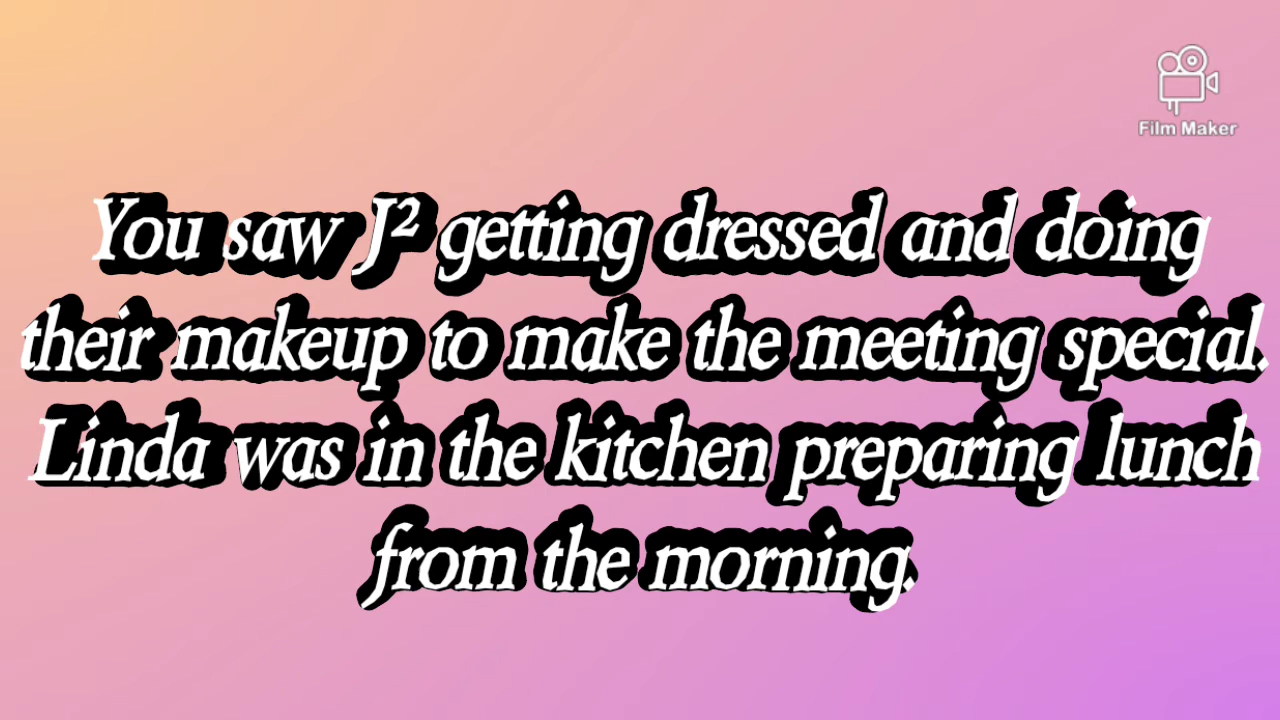 Film Maker
You saw J² getting dressed and doing
their makeup to make the meeting special.
Linda was in the kitchen preparing lunch
from the morning.